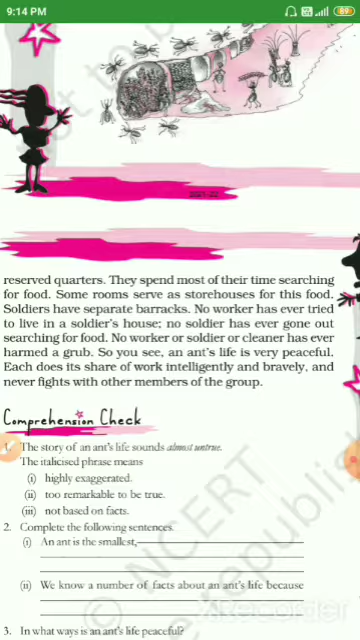 9:14 PM
89
not to b
2021-22
reserved quarters. They spend most of their time searching
for food. Some rooms serve as storehouses for this food.
Soldiers have separate barracks. No worker has ever tried
to live in a soldier's house; no soldier has ever gone out
searching for food. No worker or soldier or cleaner has ever
harmed a grub. So you see, an ant's life is very peaceful.
Each does its share of work intelligently and bravely, and
never fights with other members of the group.
Comprehension Check
1. The story of an ant's life sounds almost untrue.
The italicised phrase means
(i) highly exaggerated.
(ii) too remarkable to be true.
(iii) not based on facts.
2. Complete the following sentences.
(i) An ant is the smallest,
(ii) We know a number of facts about an ant's life because
3. In what ways is an ant's life peaceful?
© NCERT
republis